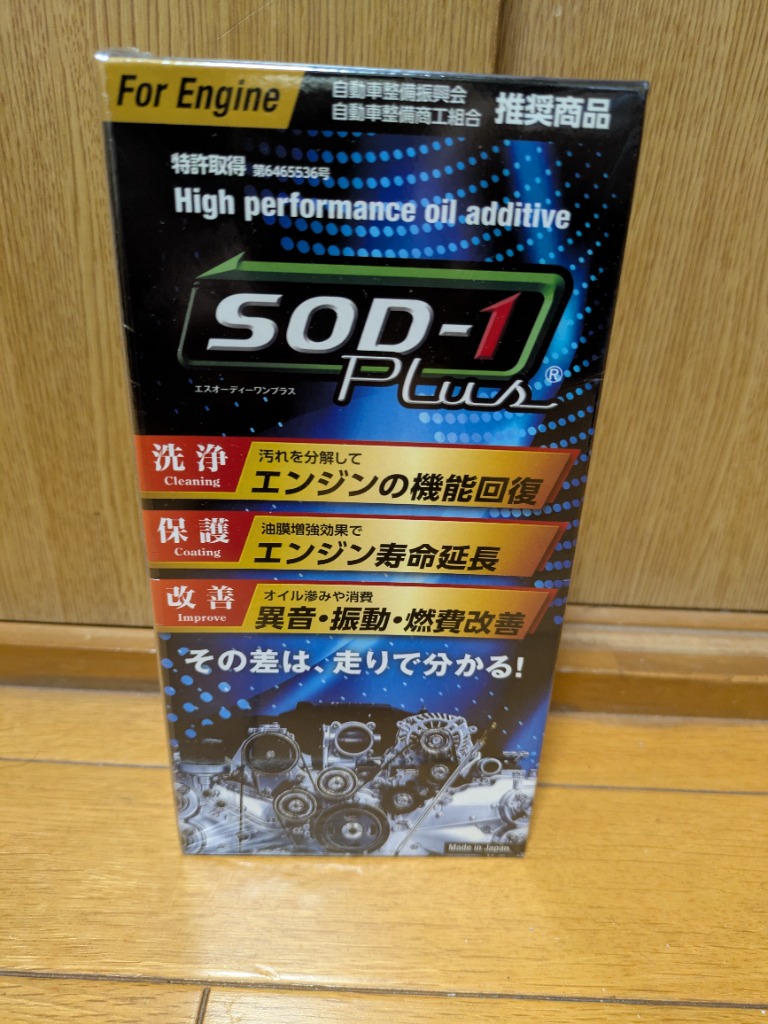 For Engine
自動車整備振興会
自動車整備商工組合
推奨商品
特許取得 第6465536号
High performance oil additive
SOD-1
Plus®
エスオーディーワンプラス
洗浄
Cleaning
汚れを分解して
エンジンの機能回復
保護
Coating
油膜増強効果で
エンジン寿命延長
改善
Improve
オイル滲みや消費
異音・振動・燃費改善
その差は、走りで分かる!
Made in Japan